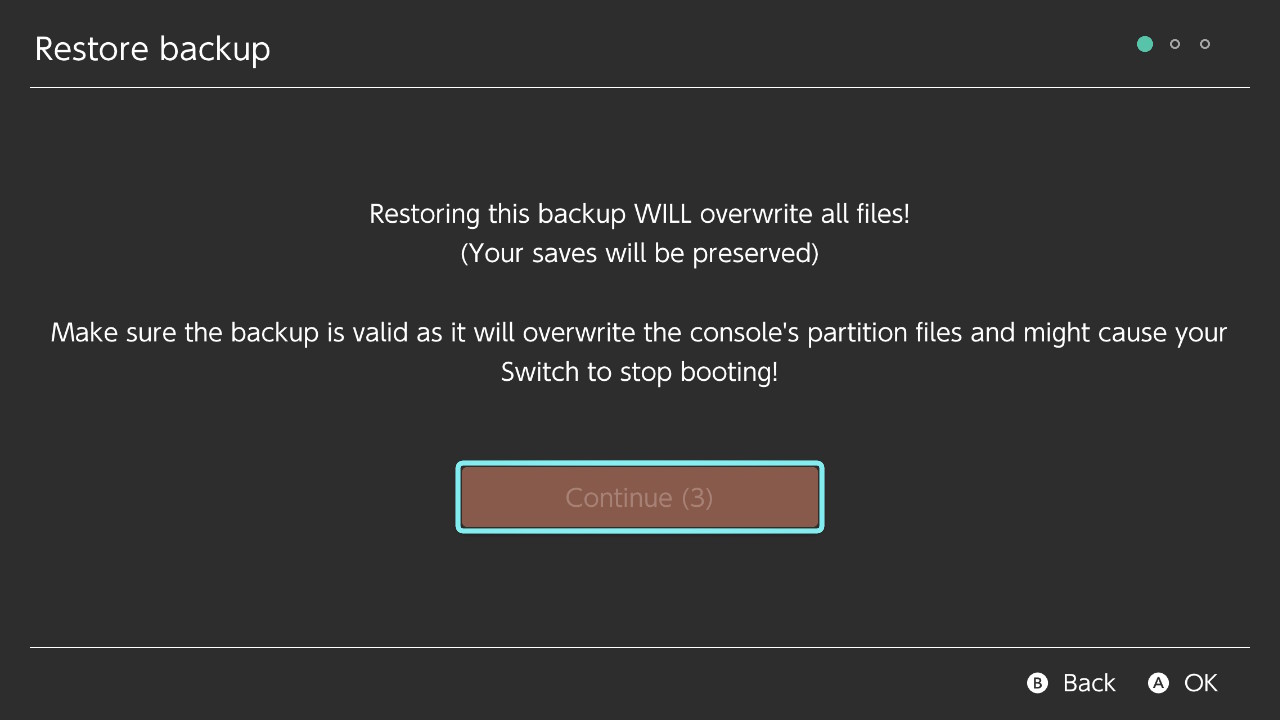 Restore backup
Restoring this backup WILL overwrite all files!
(Your saves will be preserved)
Make sure the backup is valid as it will overwrite the console's partition files and might cause your
Switch to stop booting!
Continue (3)
B Back A OK